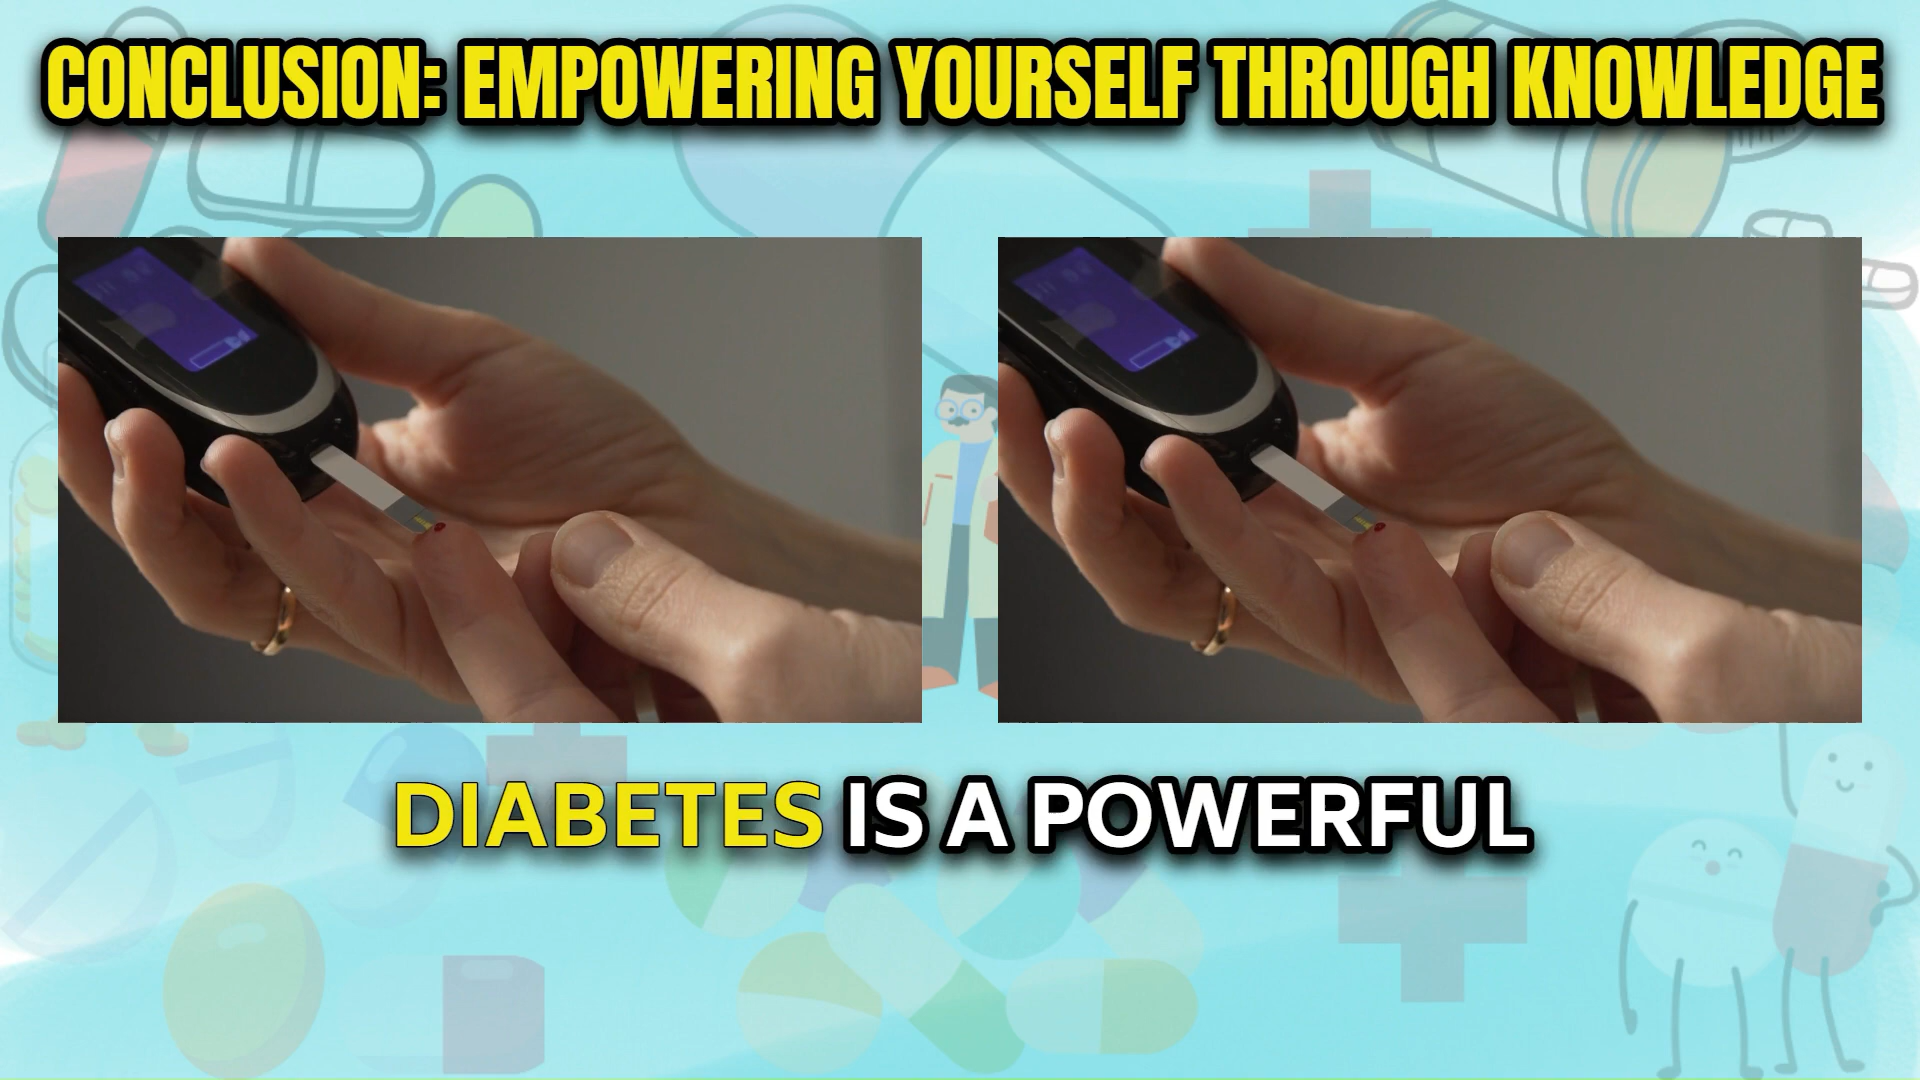 CONCLUSION: EMPOWERING YOURSELF THROUGH KNOWLEDGE
DIABETES IS A POWERFUL